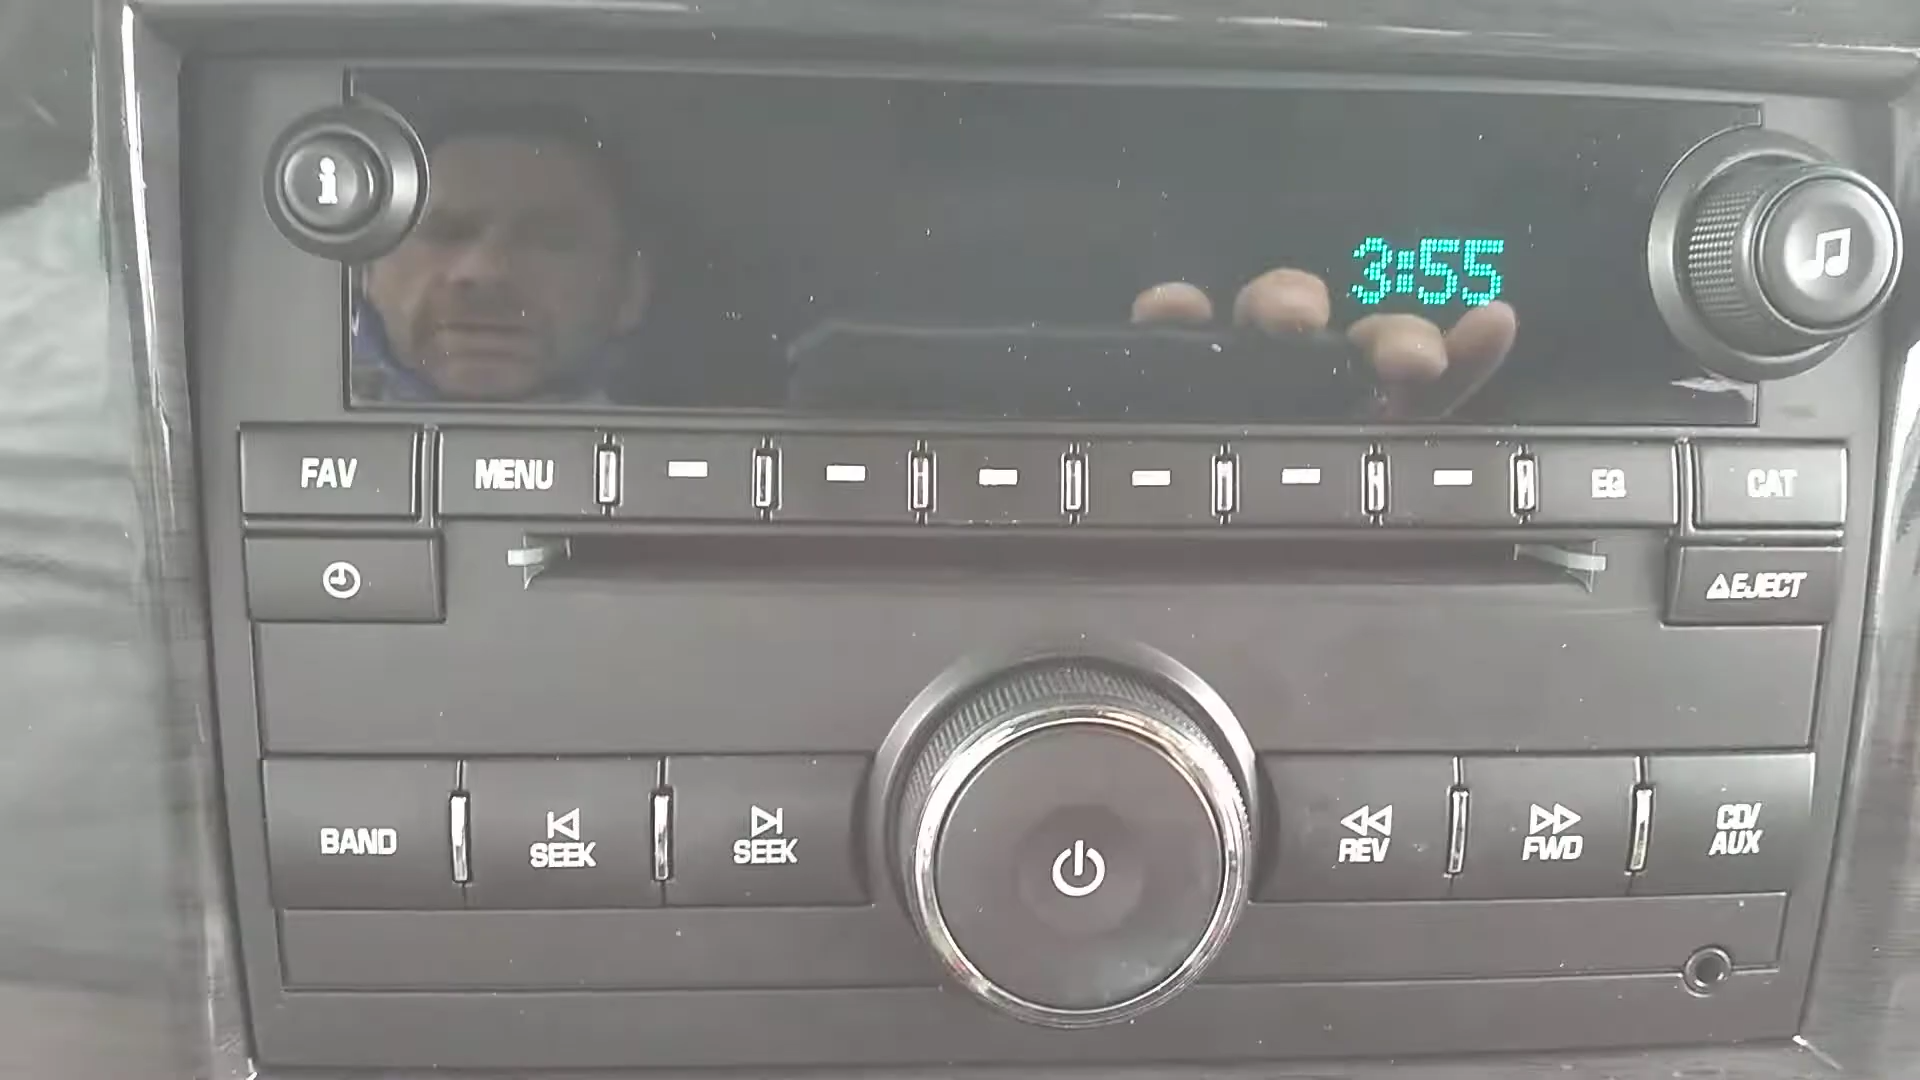 i
3:55
FAV
MENU
EQ
CAT
EJECT
BAND
SEEK
SEEK
REV
FWD
CD/
AUX